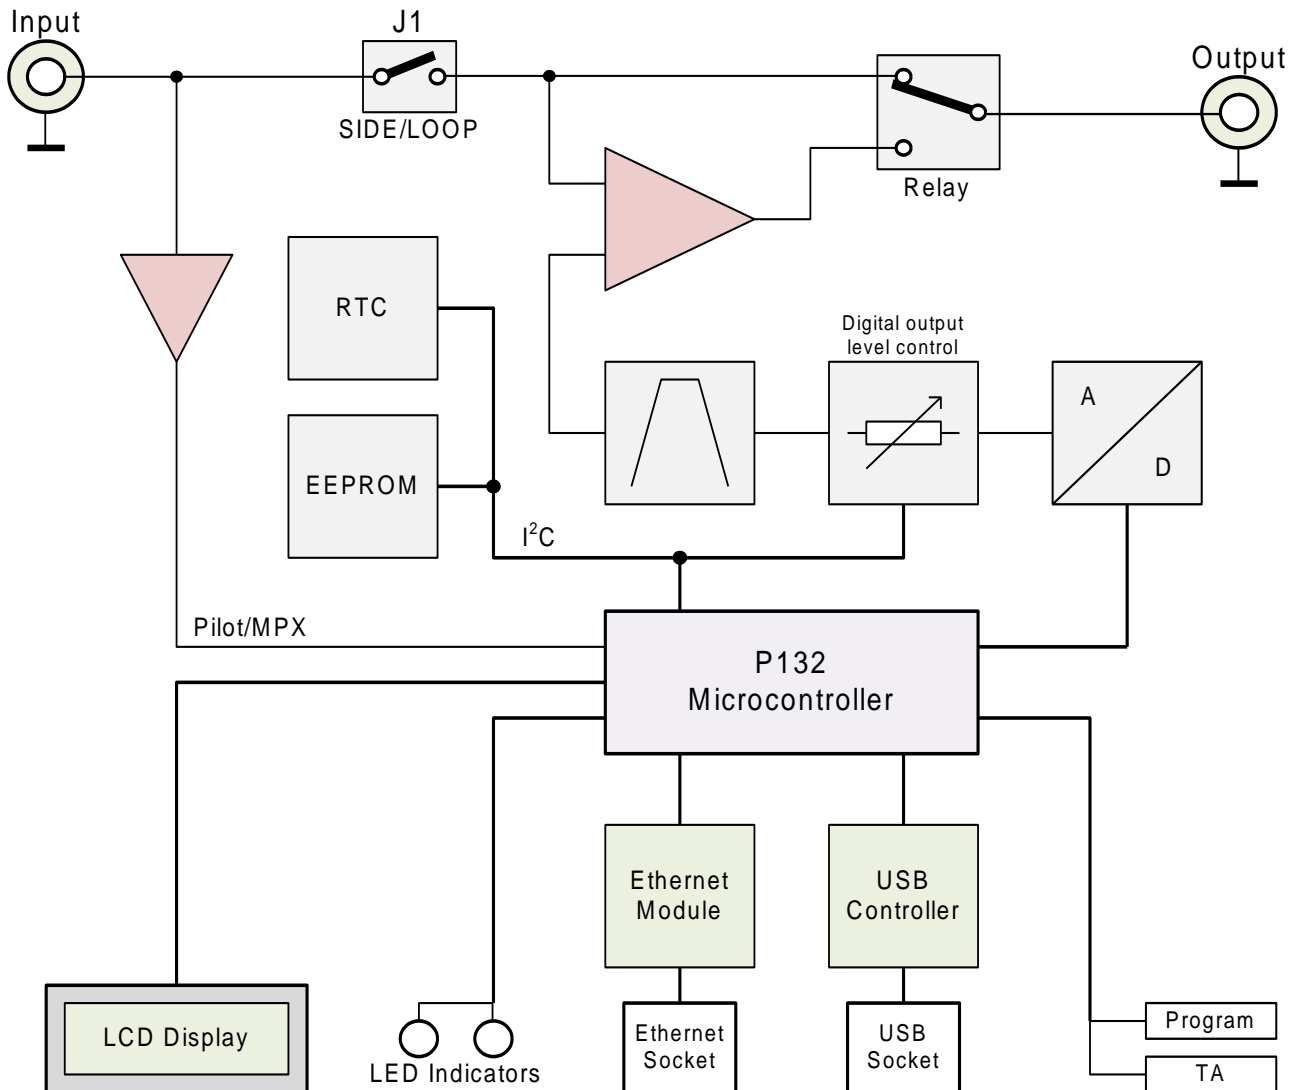 Input
J1
SIDE/LOOP
Output
Relay
RTC
Digital output
level control
A
D
EEPROM
I²C
Pilot/MPX
P132
Microcontroller
Ethernet
Module
USB
Controller
LCD Display
LED Indicators
Ethernet
Socket
USB
Socket
Program
TA